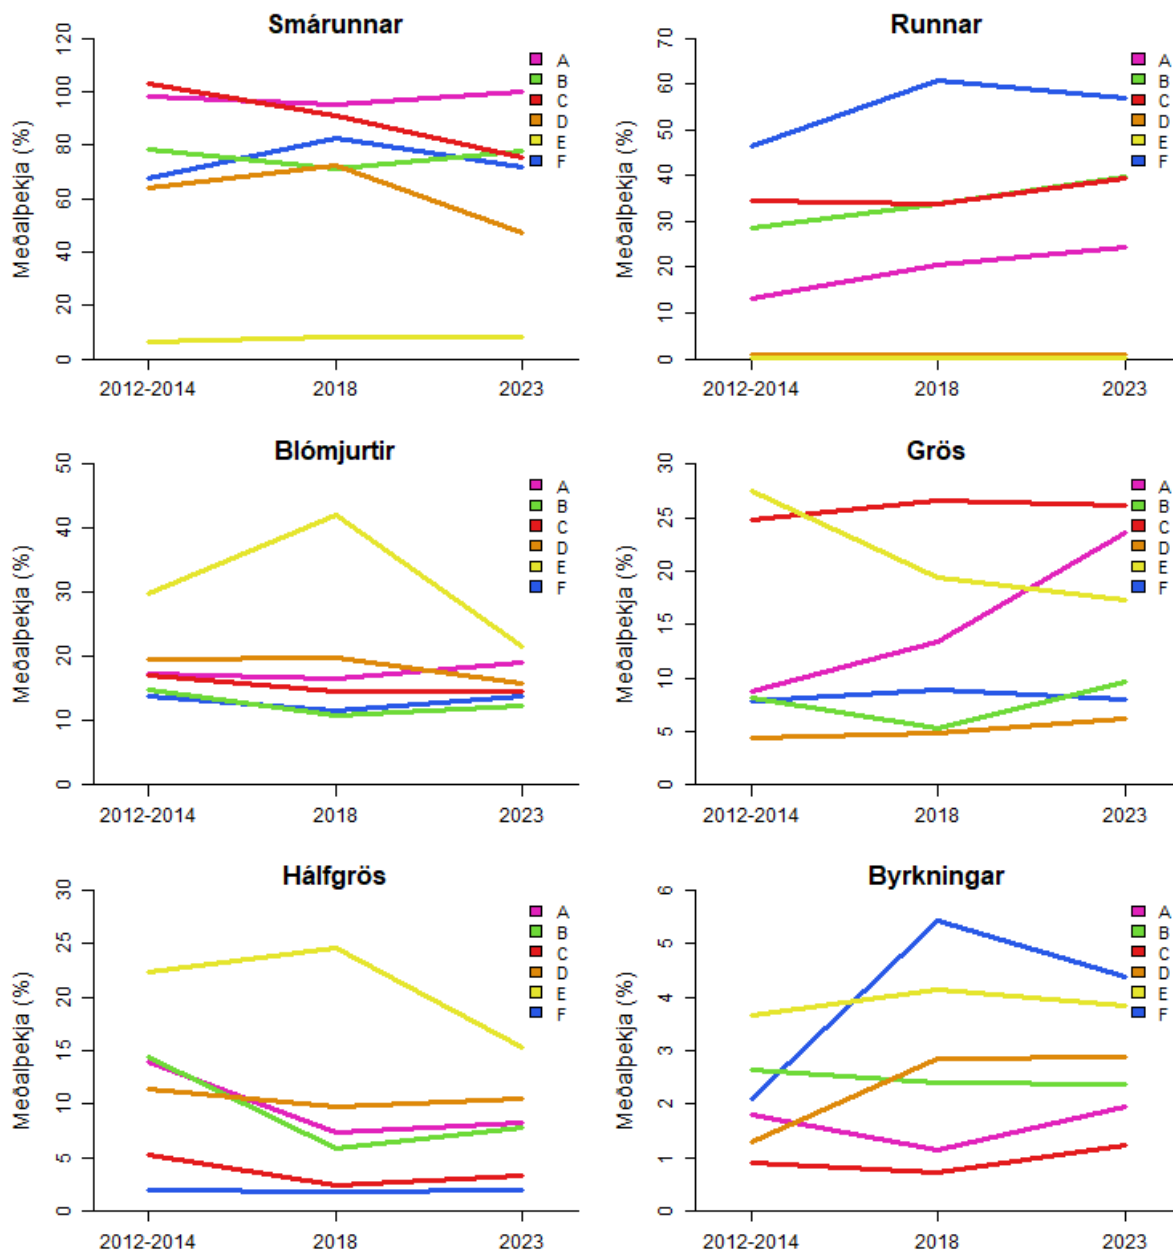 Smárunnar
Meðalþekja (%)
120
100
80
60
40
20
0
2012-2014
2018
2023
A
B
C
D
E
F
Runnar
Meðalþekja (%)
70
60
50
40
30
20
10
0
2012-2014
2018
2023
A
B
C
D
E
F
Blómjurtir
Meðalþekja (%)
50
40
30
20
10
0
2012-2014
2018
2023
A
B
C
D
E
F
Grös
Meðalþekja (%)
30
25
20
15
10
5
0
2012-2014
2018
2023
A
B
C
D
E
F
Hálfgrös
Meðalþekja (%)
30
25
20
15
10
5
0
2012-2014
2018
2023
A
B
C
D
E
F
Byrkningar
Meðalþekja (%)
6
5
4
3
2
1
0
2012-2014
2018
2023
A
B
C
D
E
F